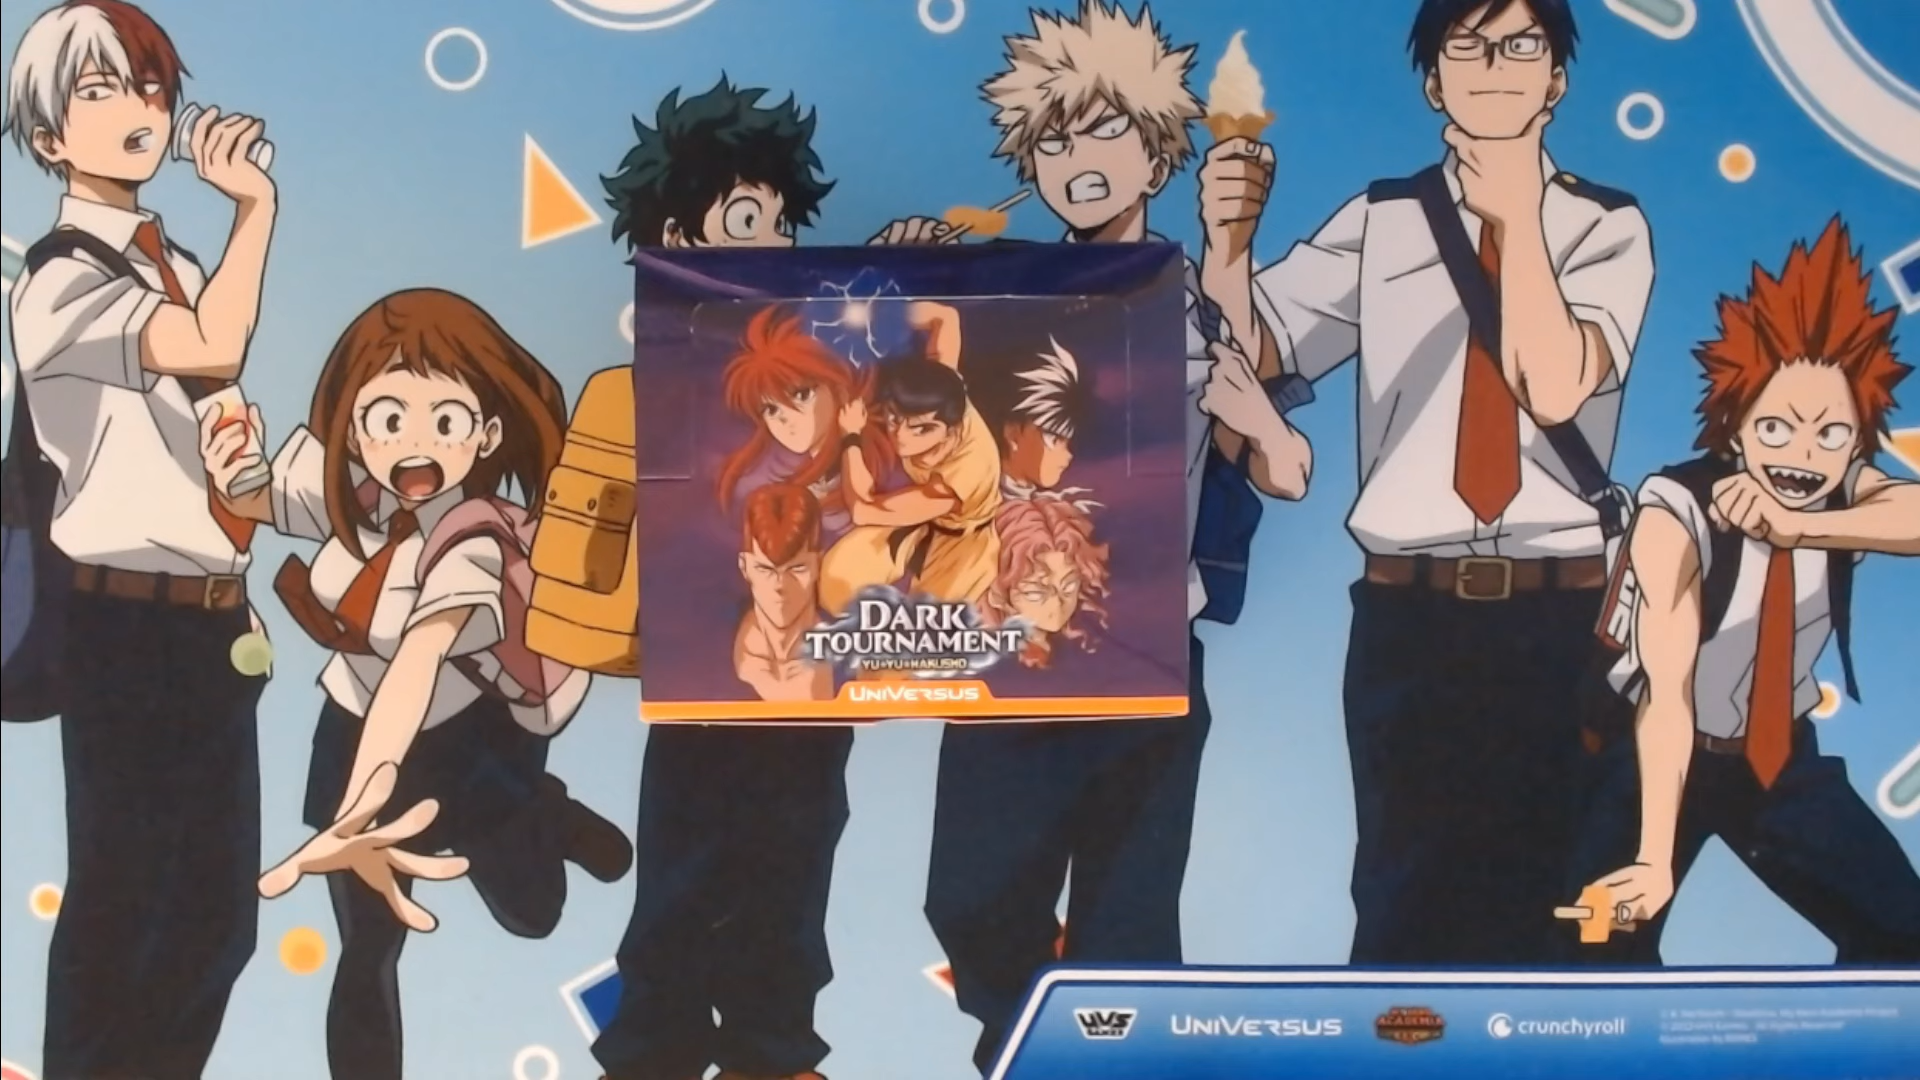 DARK
TOURNAMENT
YU•YU•HAKUSHO
UNIVERSUS
UVS
GAMES
UNIVERSUS
ACADEMIA
crunchyroll